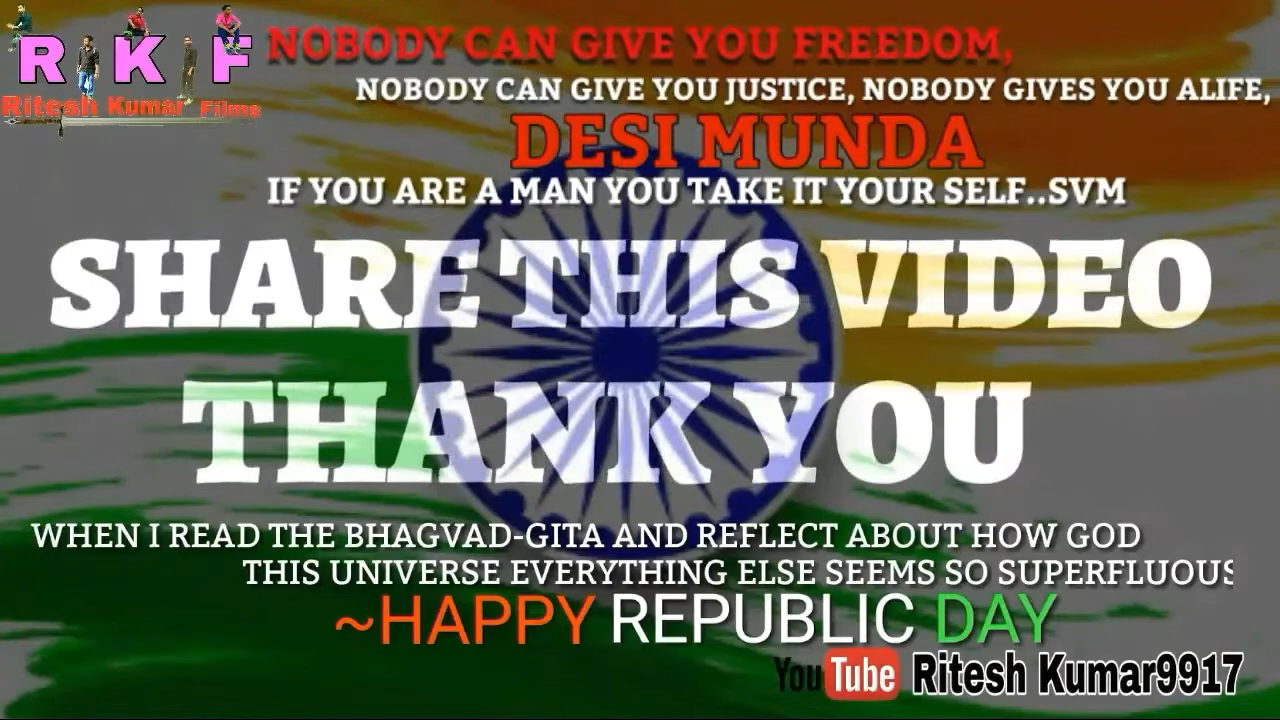 R K F
Ritesh Kumar Films
NOBODY CAN GIVE YOU FREEDOM,
NOBODY CAN GIVE YOU JUSTICE, NOBODY GIVES YOU ALIFE,
DESI MUNDA
IF YOU ARE A MAN YOU TAKE IT YOUR SELF..SVM
SHARE THIS VIDEO
THANK YOU
WHEN I READ THE BHAGVAD-GITA AND REFLECT ABOUT HOW GOD
THIS UNIVERSE EVERYTHING ELSE SEEMS SO SUPERFLUOUS
~HAPPY REPUBLIC DAY
YouTube Ritesh Kumar9917